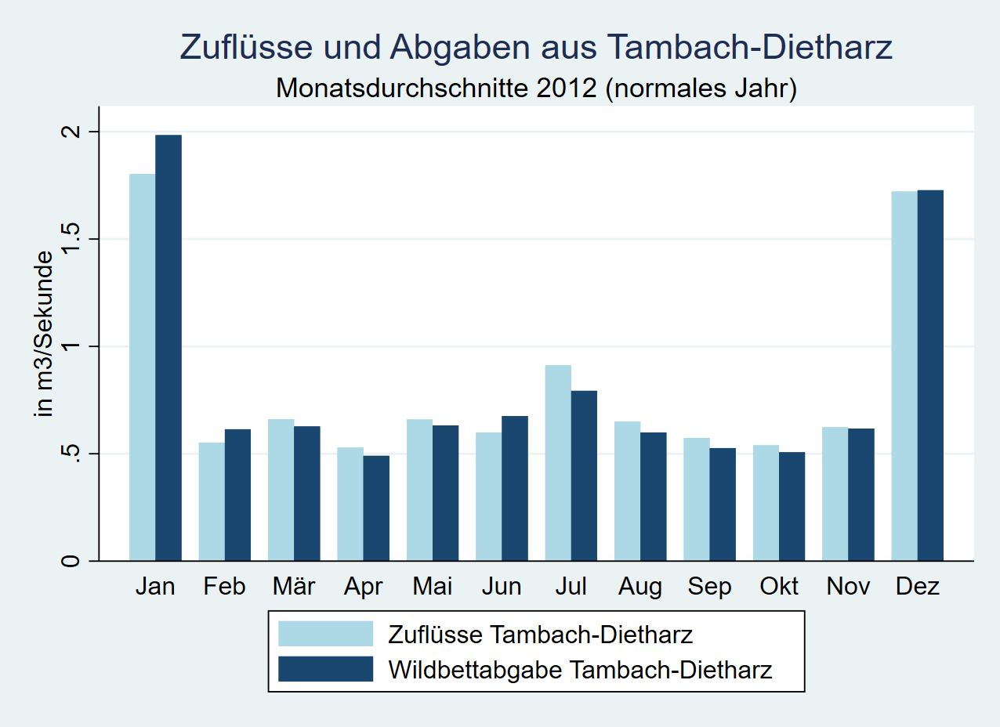 Zuflüsse und Abgaben aus Tambach-Dietharz
Monatsdurchschnitte 2012 (normales Jahr)
in m3/Sekunde
2
1.5
1
.5
0
Jan Feb Mär Apr Mai Jun Jul Aug Sep Okt Nov Dez
Zuflüsse Tambach-Dietharz
Wildbettabgabe Tambach-Dietharz